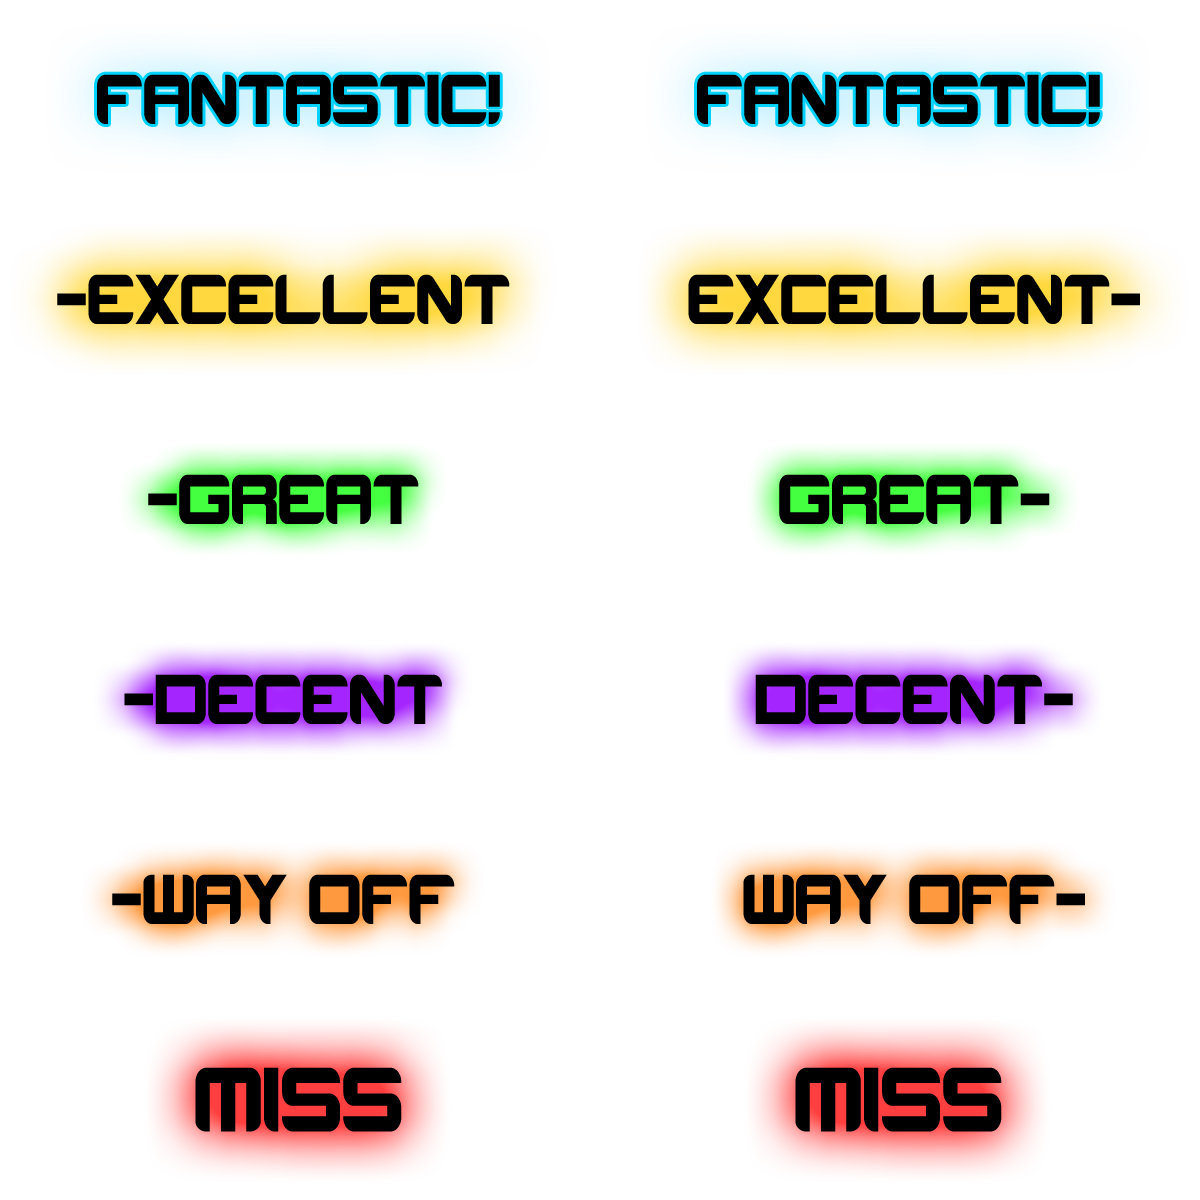 FANTASTIC! FANTASTIC!
-EXCELLENT EXCELLENT-
-GREAT GREAT-
-DECENT DECENT-
-WAY OFF WAY OFF-
MISS MISS